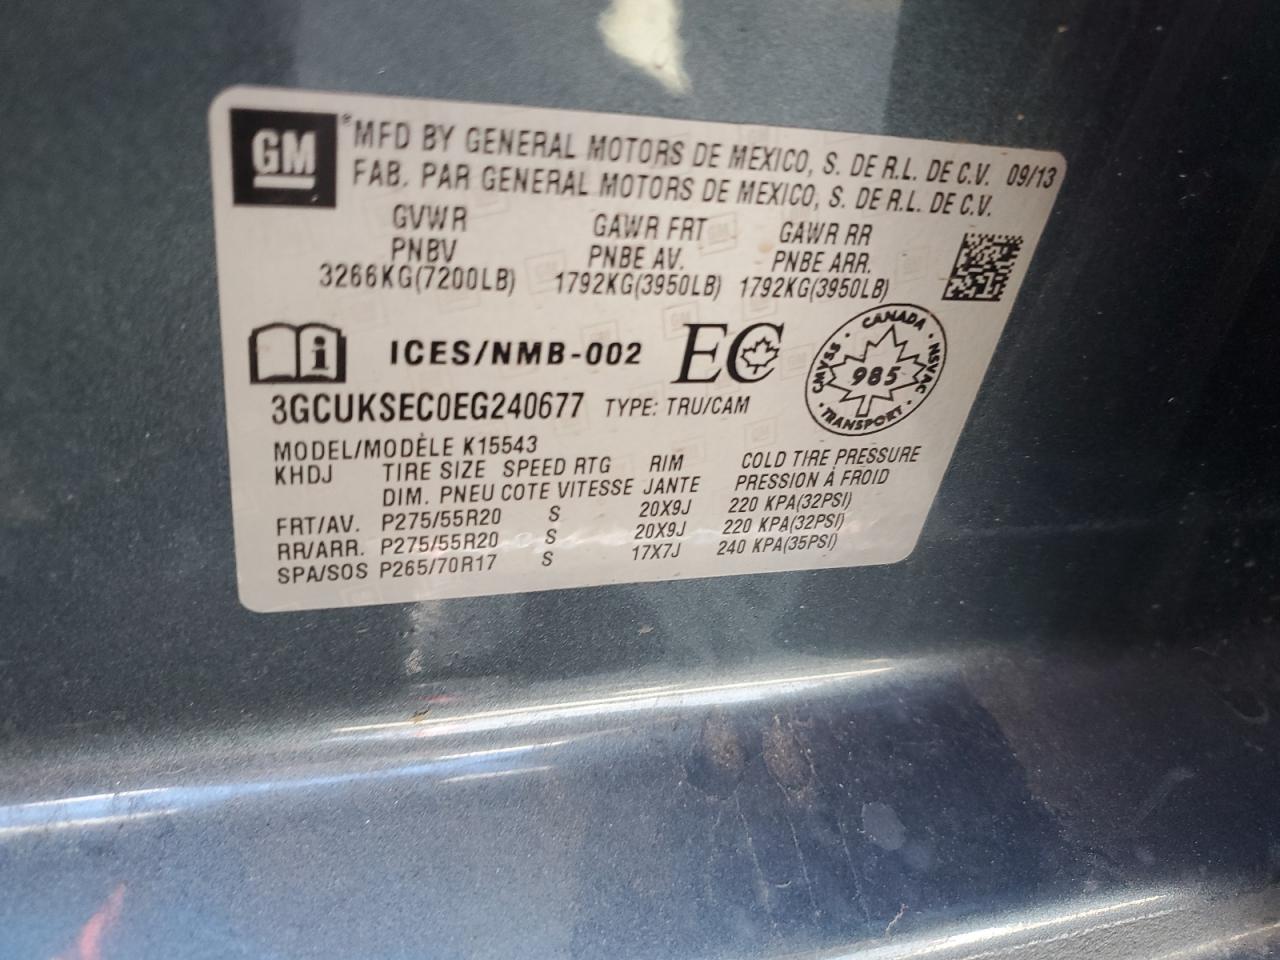 GM ® MFD BY GENERAL MOTORS DE MEXICO, S. DE R.L. DE C.V. 09/13
FAB. PAR GENERAL MOTORS DE MEXICO, S. DE R.L. DE C.V.
GVWR GAWR FRT GAWR RR
PNBV PNBE AV. PNBE ARR.
3266KG(7200LB) 1792KG(3950LB) 1792KG(3950LB)
i ICES/NMB-002 EC CANADA CMVSS NSVAC 985 TRANSPORT
3GCUKSEC0EG240677 TYPE: TRU/CAM
MODEL/MODÈLE K15543
KHDJ TIRE SIZE SPEED RTG RIM COLD TIRE PRESSURE
DIM. PNEU COTE VITESSE JANTE PRESSION À FROID
FRT/AV. P275/55R20 S 20X9J 220 KPA(32PSI)
RR/ARR. P275/55R20 S 20X9J 220 KPA(32PSI)
SPA/SOS P265/70R17 S 17X7J 240 KPA(35PSI)